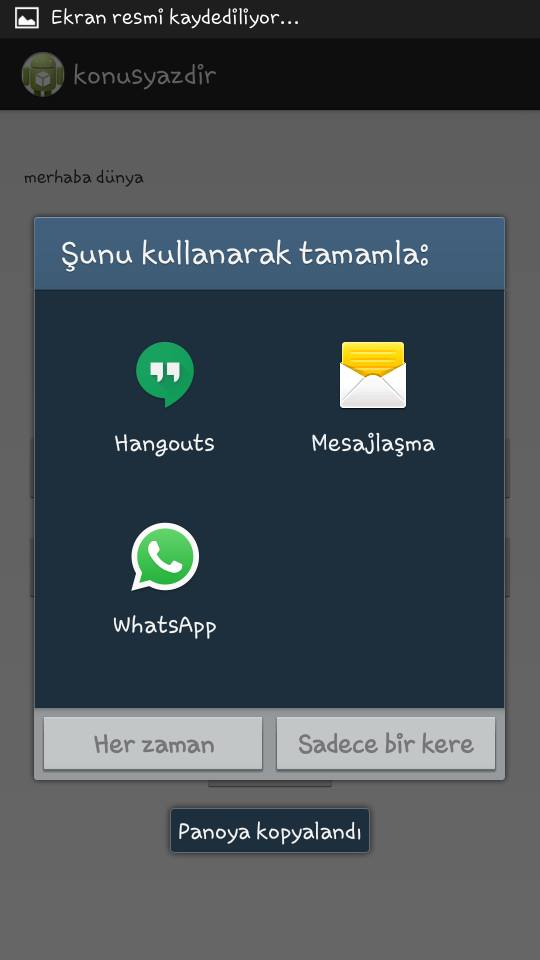 Ekran resmi kaydediliyor...
konusyazdir
merhaba dünya
Şunu kullanarak tamamla:
Hangouts
Mesajlaşma
WhatsApp
Her zaman
Sadece bir kere
Panoya kopyalandı